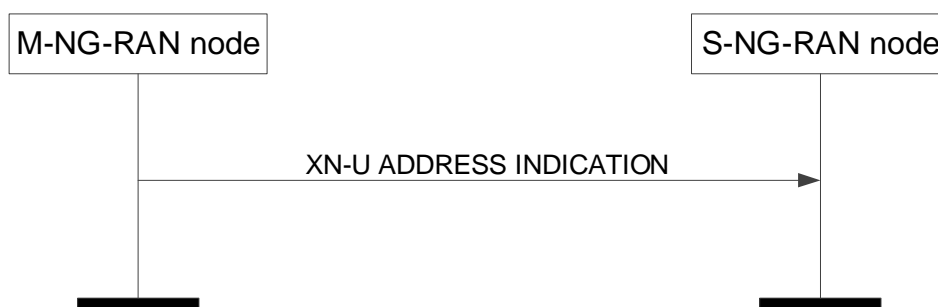 M-NG-RAN node
S-NG-RAN node
XN-U ADDRESS INDICATION